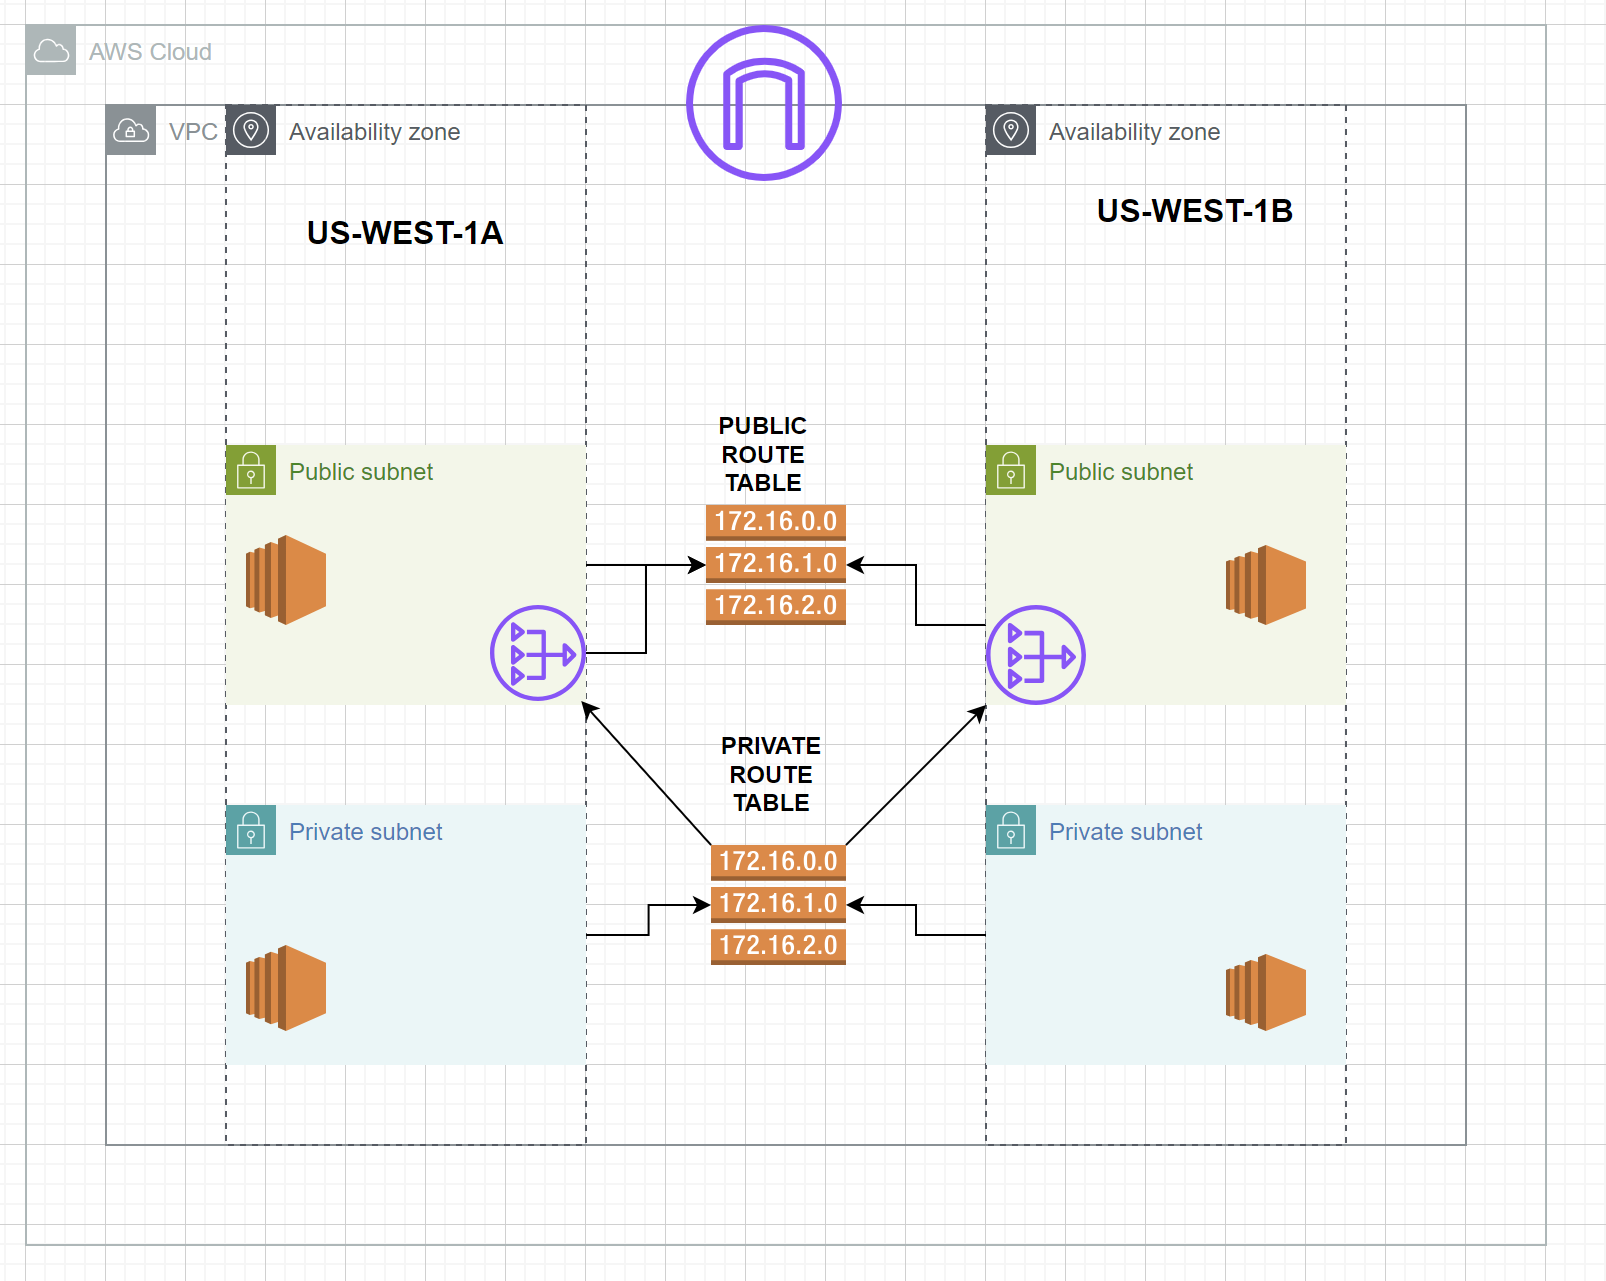 AWS Cloud
VPC
Availability zone
Availability zone
US-WEST-1A
US-WEST-1B
PUBLIC
ROUTE
TABLE
Public subnet
Public subnet
172.16.0.0
172.16.1.0
172.16.2.0
PRIVATE
ROUTE
TABLE
Private subnet
Private subnet
172.16.0.0
172.16.1.0
172.16.2.0